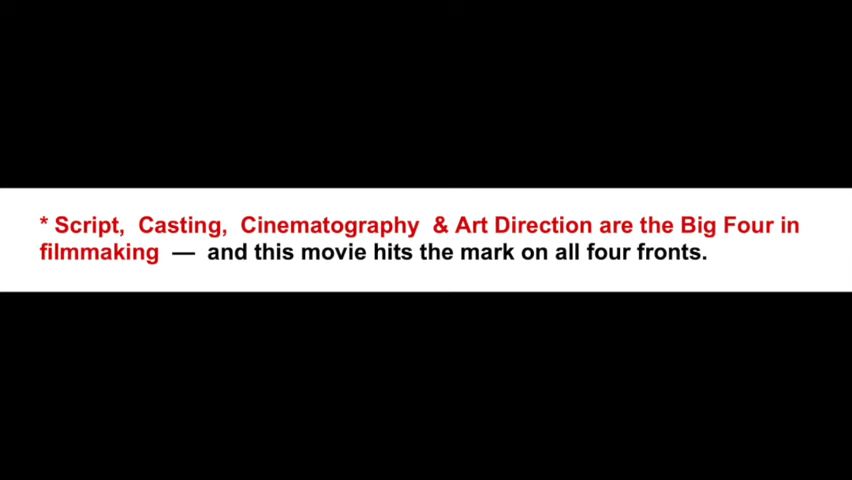 * Script,  Casting,  Cinematography  & Art Direction are the Big Four in
filmmaking  —  and this movie hits the mark on all four fronts.